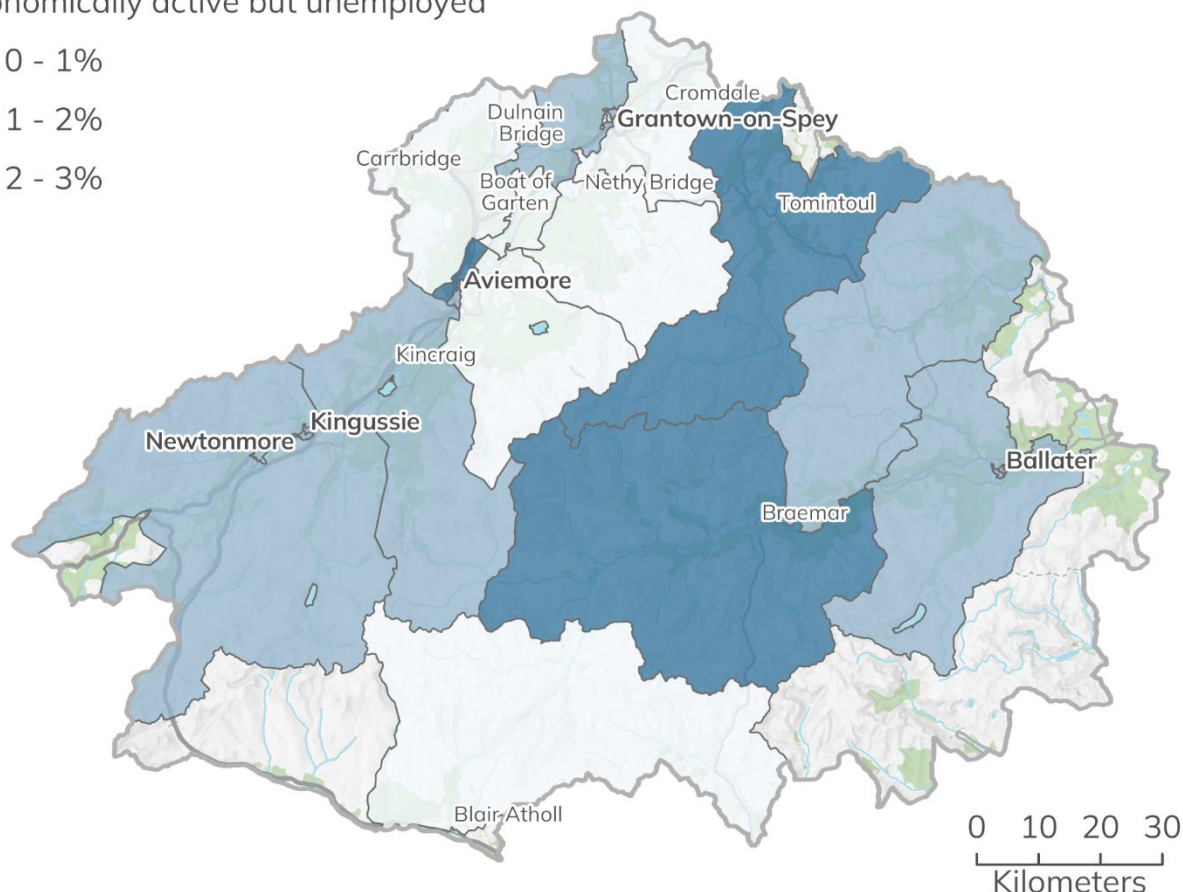 economically active but unemployed
0 - 1%
1 - 2%
2 - 3%
Cromdale
Dulnain
Bridge
Grantown-on-Spey
Carrbridge
Boat of
Garten
Nethy Bridge
Tomintoul
Aviemore
Kincraig
Kingussie
Newtonmore
Ballater
Braemar
Blair Atholl
0 10 20 30
Kilometers